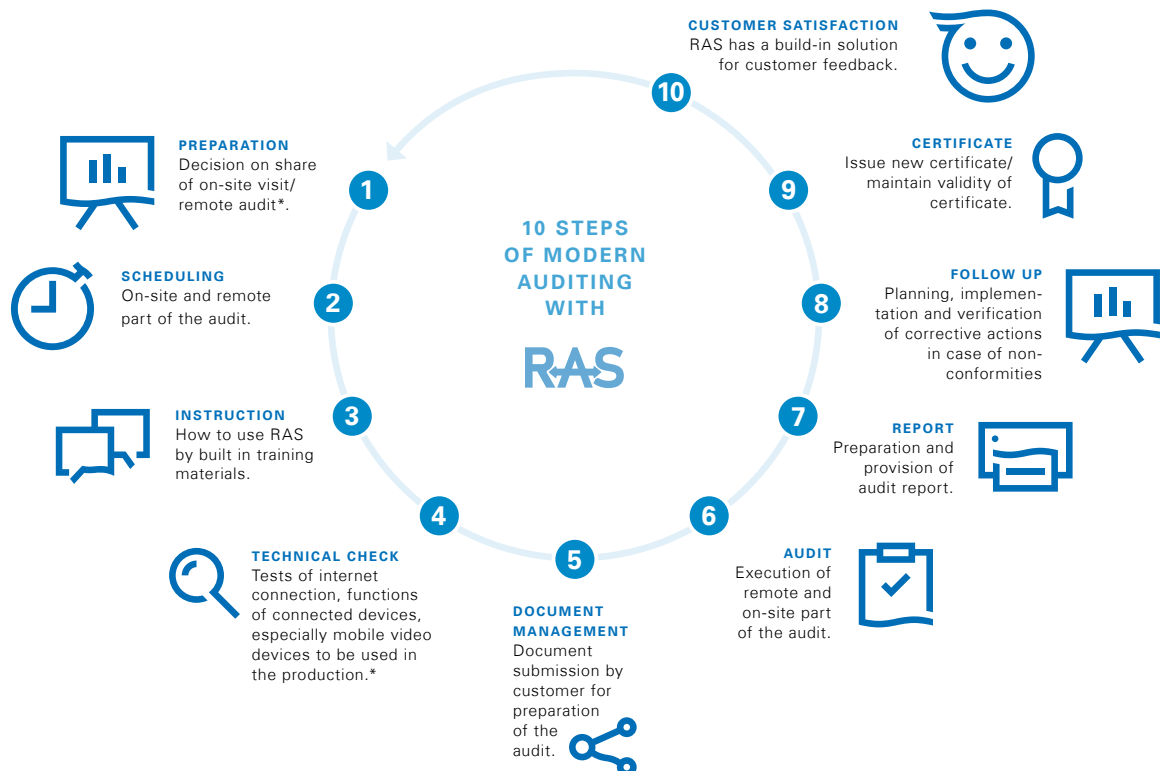 10 STEPS
OF MODERN
AUDITING
WITH
RAS
1
PREPARATION
Decision on share
of on-site visit/
remote audit*.
2
SCHEDULING
On-site and remote
part of the audit.
3
INSTRUCTION
How to use RAS
by built in training
materials.
4
TECHNICAL CHECK
Tests of internet
connection, functions
of connected devices,
especially mobile video
devices to be used in
the production.*
5
DOCUMENT
MANAGEMENT
Document
submission by
customer for
preparation
of the
audit.
6
AUDIT
Execution of
remote and
on-site part
of the audit.
7
REPORT
Preparation and
provision of
audit report.
8
FOLLOW UP
Planning, implemen-
tation and verification
of corrective actions
in case of non-
conformities
9
CERTIFICATE
Issue new certificate/
maintain validity of
certificate.
10
CUSTOMER SATISFACTION
RAS has a build-in solution
for customer feedback.